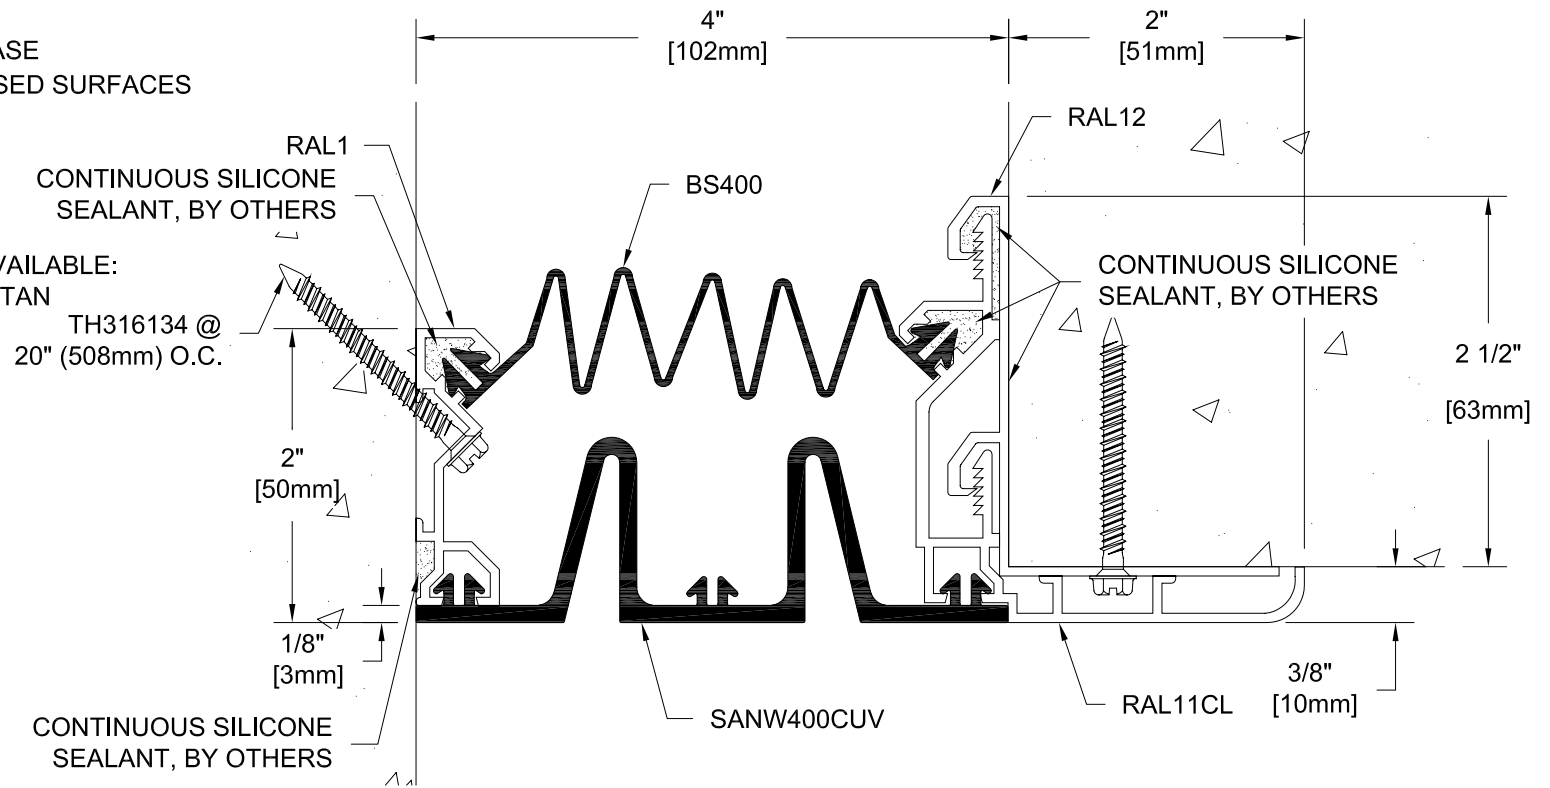 4"
[102mm]
2"
[51mm]
ASE
SED SURFACES
RAL1
CONTINUOUS SILICONE
SEALANT, BY OTHERS
BS400
RAL12
VAILABLE:
TAN
TH316134 @
20" (508mm) O.C.
CONTINUOUS SILICONE
SEALANT, BY OTHERS
2 1/2"
[63mm]
2"
[50mm]
1/8"
[3mm]
3/8"
[10mm]
CONTINUOUS SILICONE
SEALANT, BY OTHERS
SANW400CUV
RAL11CL